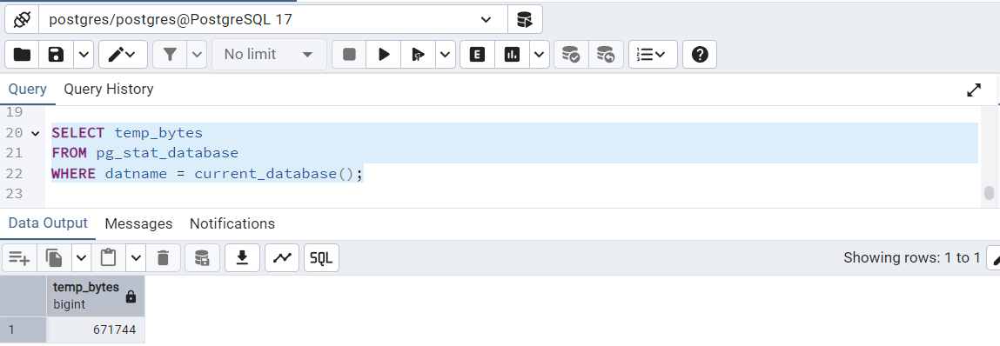 postgres/postgres@PostgreSQL 17
No limit
E
Query Query History
19
20 SELECT temp_bytes
21 FROM pg_stat_database
22 WHERE datname = current_database();
23
Data Output Messages Notifications
SQL
Showing rows: 1 to 1
temp_bytes
bigint
1 671744